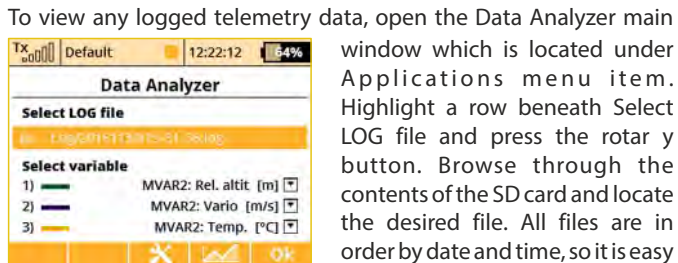 To view any logged telemetry data, open the Data Analyzer main
Tx Default 12:22:12 64%
Data Analyzer
Select LOG file
Select variable
1) MVAR2: Rel. altit [m]
2) MVAR2: Vario [m/s]
3) MVAR2: Temp. [°C]
Ok
window which is located under
Applications menu item.
Highlight a row beneath Select
LOG file and press the rotar y
button. Browse through the
contents of the SD card and locate
the desired file. All files are in
order by date and time, so it is easy